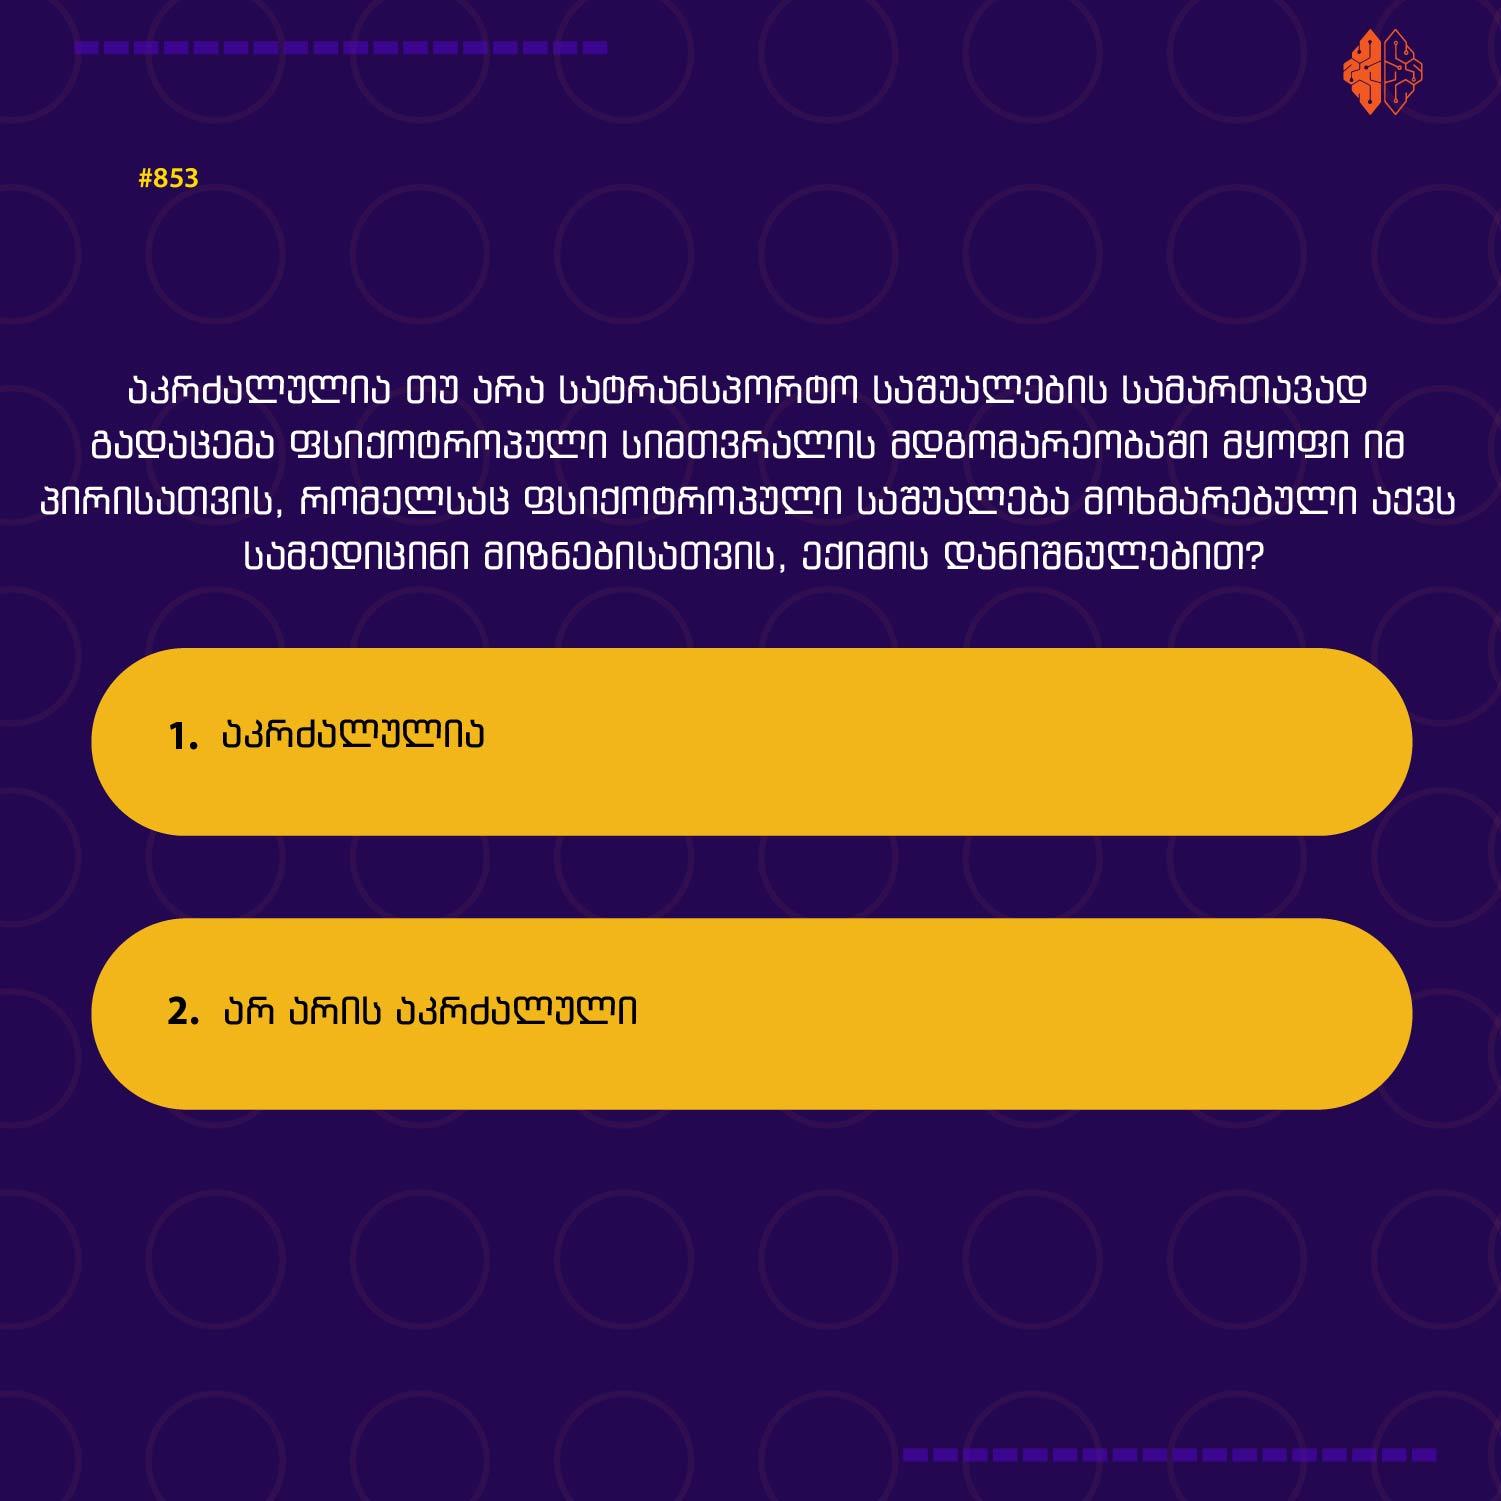 #853
აკრძალულია თუ არა სატრანსპორტო საშუალების სამართავად
გადაცემა ფსიქოტროპული სიმთვრალის მდგომარეობაში მყოფი იმ
პირისათვის, რომელსაც ფსიქოტროპული საშუალება მოხმარებული აქვს
სამედიცინი მიზნებისათვის, ექიმის დანიშნულებით?
1. აკრძალულია
2. არ არის აკრძალული